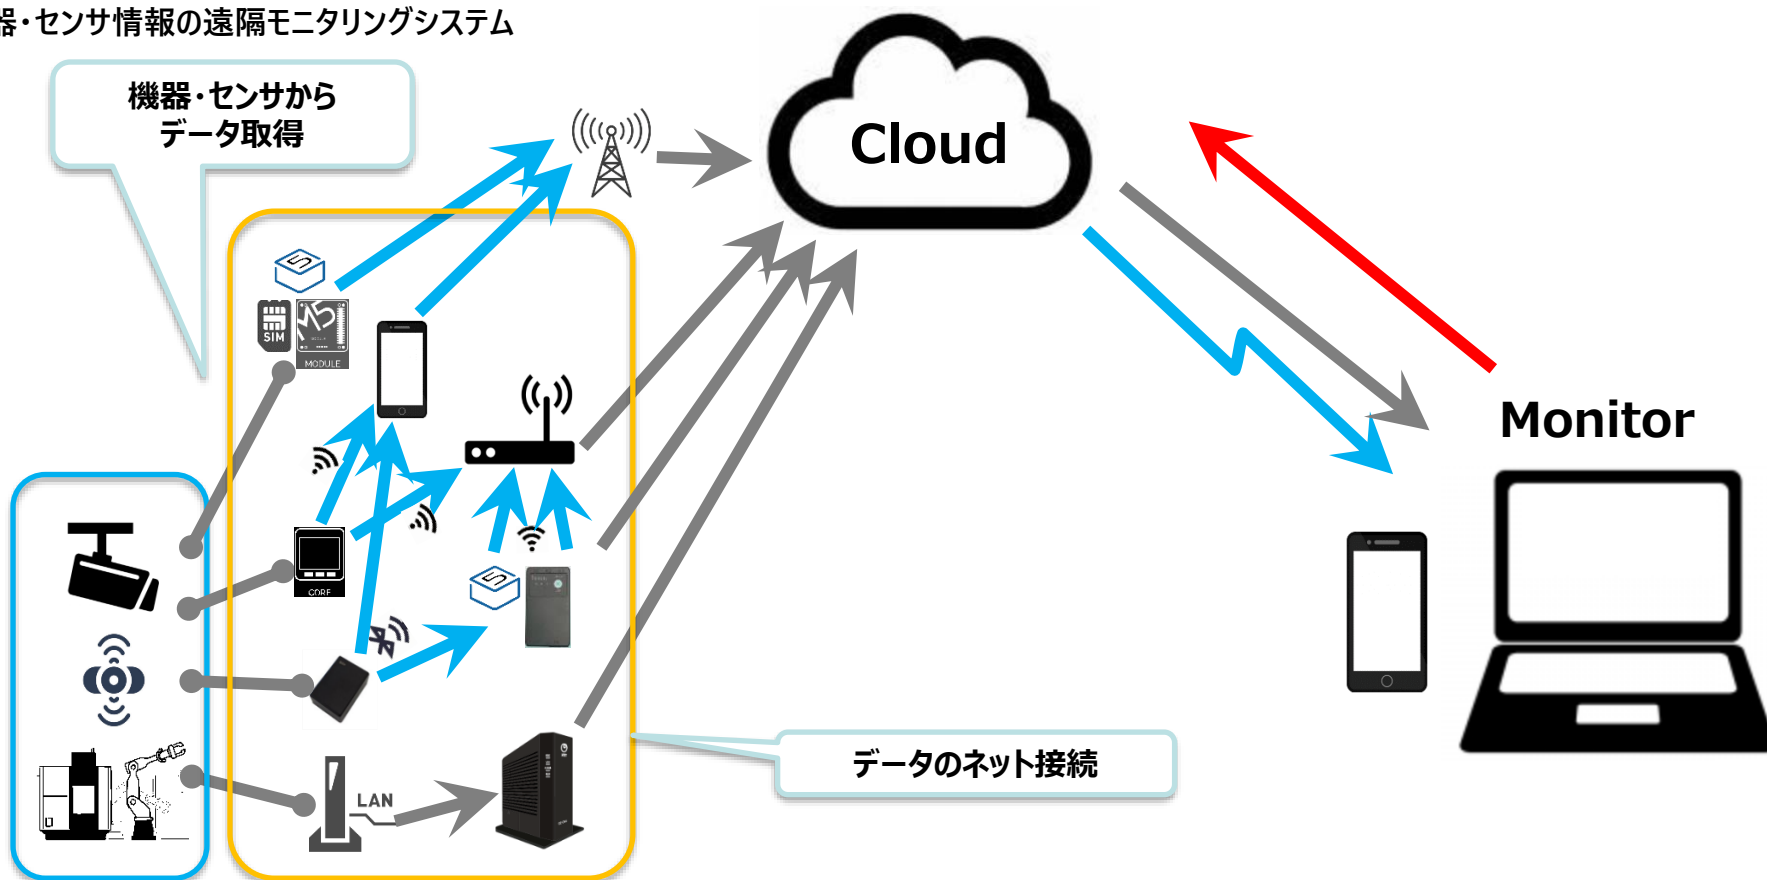 器・センサ情報の遠隔モニタリングシステム
機器・センサから
データ取得
Cloud
SIM
M5
MODULE
Monitor
CORE
LAN
データのネット接続